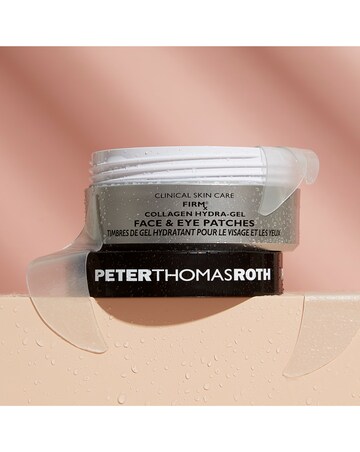 CLINICAL SKIN CARE
FIRMx
COLLAGEN HYDRA-GEL
FACE & EYE PATCHES
TIMBRES DE GEL HYDRATANT POUR LE VISAGE ET LES YEUX
PETERTHOMASROTH